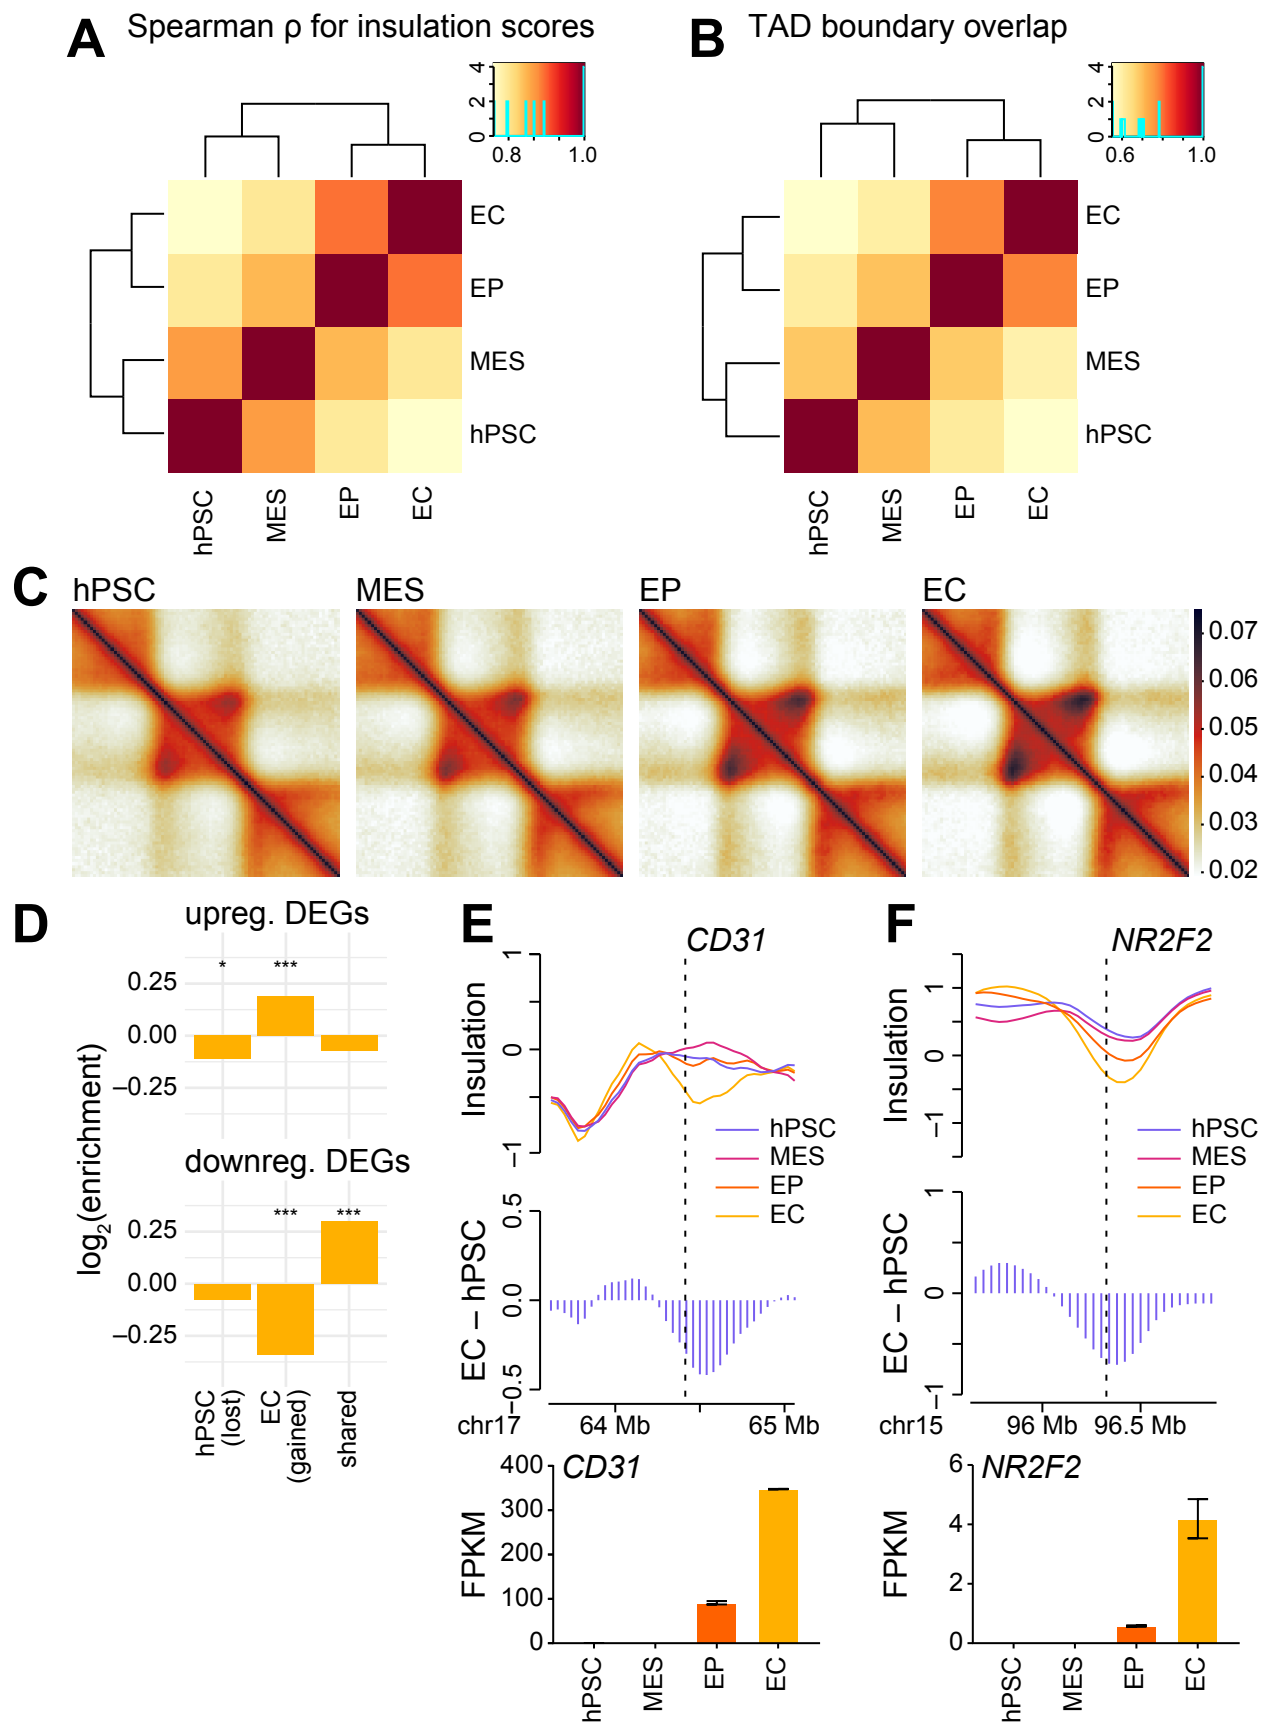 A Spearman ρ for insulation scores
0 2 4
0.8 1.0
EC
EP
MES
hPSC
hPSC MES EP EC
B TAD boundary overlap
0 2 4
0.6 1.0
EC
EP
MES
hPSC
hPSC MES EP EC
C hPSC MES EP EC
0.07
0.06
0.05
0.04
0.03
0.02
D upreg. DEGs
* ***
0.25
0.00
−0.25
downreg. DEGs
*** ***
0.25
0.00
−0.25
log2(enrichment)
hPSC (lost)
EC (gained)
shared
E CD31
Insulation
1
0
−1
hPSC
MES
EP
EC
EC − hPSC
0.5
0.0
−0.5
chr17 64 Mb 65 Mb
CD31
FPKM
400
300
200
100
0
hPSC MES EP EC
F NR2F2
Insulation
1
0
−1
hPSC
MES
EP
EC
EC − hPSC
1
0
−1
chr15 96 Mb 96.5 Mb
NR2F2
FPKM
6
4
2
0
hPSC MES EP EC